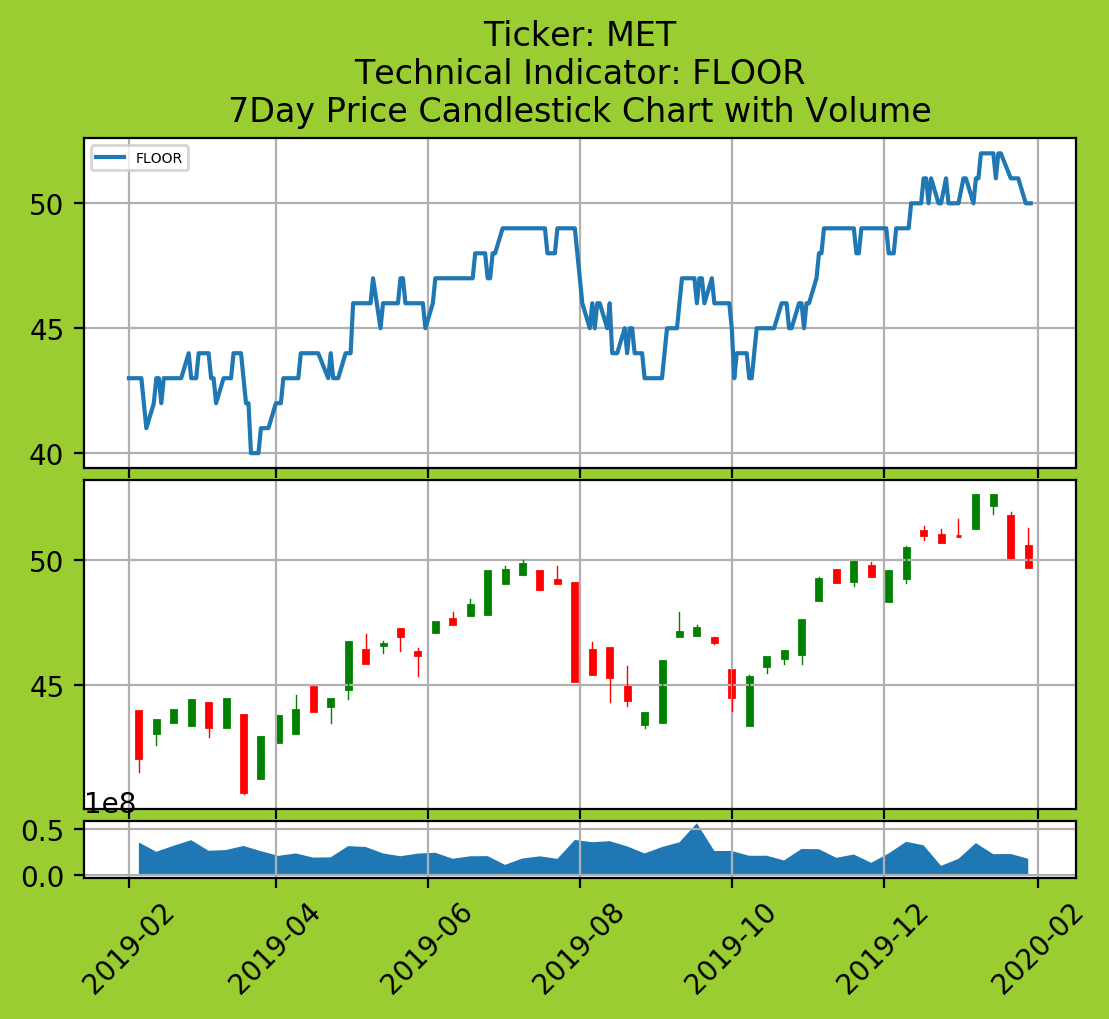 Ticker: MET
Technical Indicator: FLOOR
7Day Price Candlestick Chart with Volume
FLOOR
50
45
40
50
45
1e8
0.5
0.0
2019-02
2019-04
2019-06
2019-08
2019-10
2019-12
2020-02